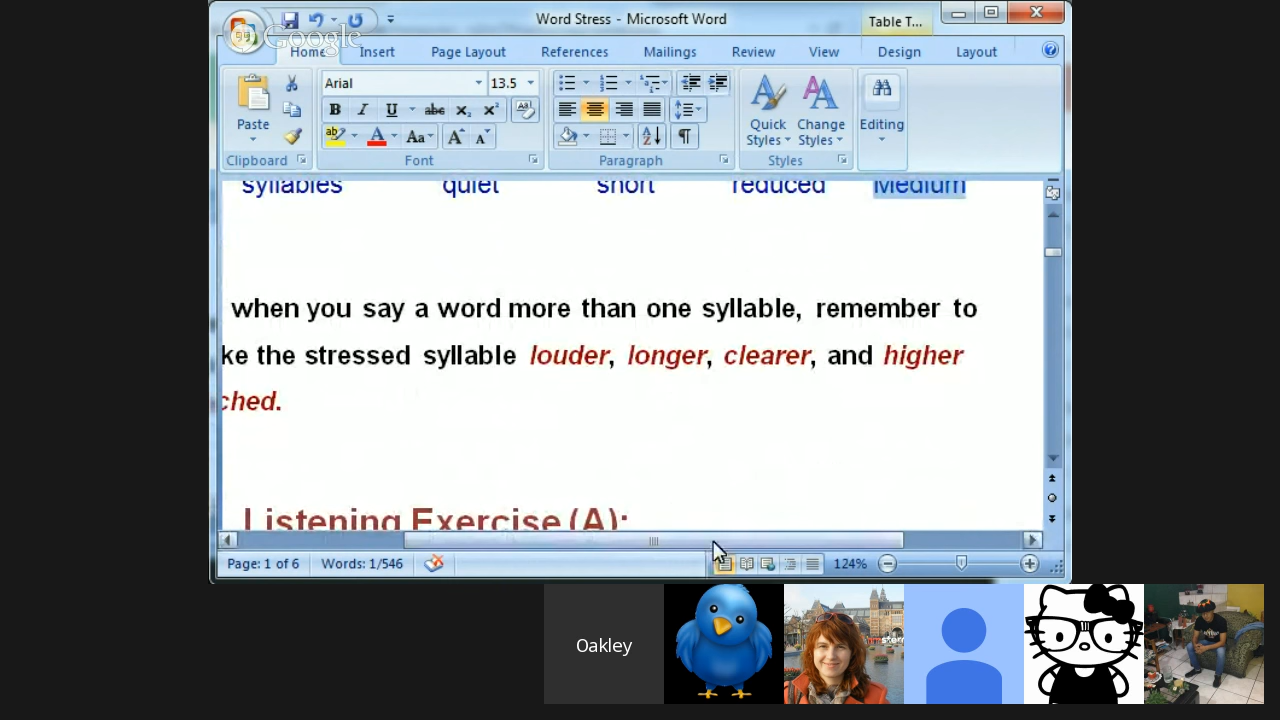 Word Stress - Microsoft Word
Table T...
Google
Home Insert Page Layout References Mailings Review View Design Layout
Arial 13.5
Paste
Quick Styles
Change Styles
Editing
Clipboard Font Paragraph Styles
syllables quiet short reduced Medium
when you say a word more than one syllable, remember to
ke the stressed syllable louder, longer, clearer, and higher
ched.
Listening Exercise (A):
Page: 1 of 6 Words: 1/546 124%
Oakley